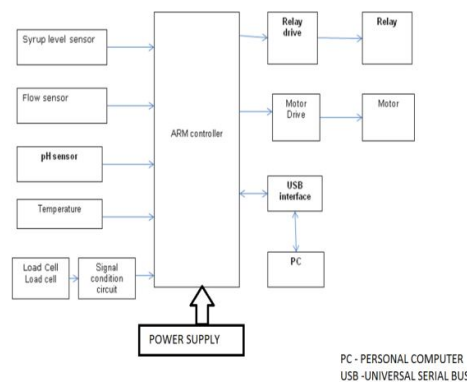 Syrup level sensor
Flow sensor
pH sensor
Temperature
Load Cell
Load cell
Signal
condition
circuit
ARM controller
Relay
drive
Relay
Motor
Drive
Motor
USB
interface
PC
POWER SUPPLY
PC - PERSONAL COMPUTER
USB -UNIVERSAL SERIAL BUS